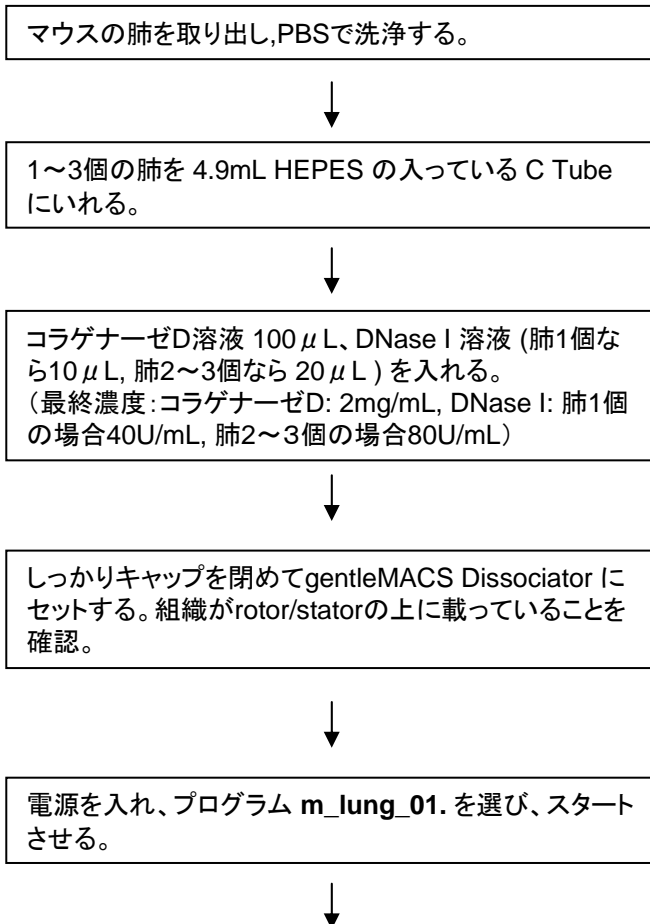 マウスの肺を取り出し,PBSで洗浄する。
1～3個の肺を 4.9mL HEPES の入っている C Tube
にいれる。
コラゲナーゼD溶液 100μL、DNase I 溶液 (肺1個な
ら10μL, 肺2～3個なら 20μL ) を入れる。
（最終濃度：コラゲナーゼD: 2mg/mL, DNase I: 肺1個
の場合40U/mL, 肺2～３個の場合80U/mL）
しっかりキャップを閉めてgentleMACS Dissociator に
セットする。組織がrotor/statorの上に載っていることを
確認。
電源を入れ、プログラム m_lung_01. を選び、スタート
させる。